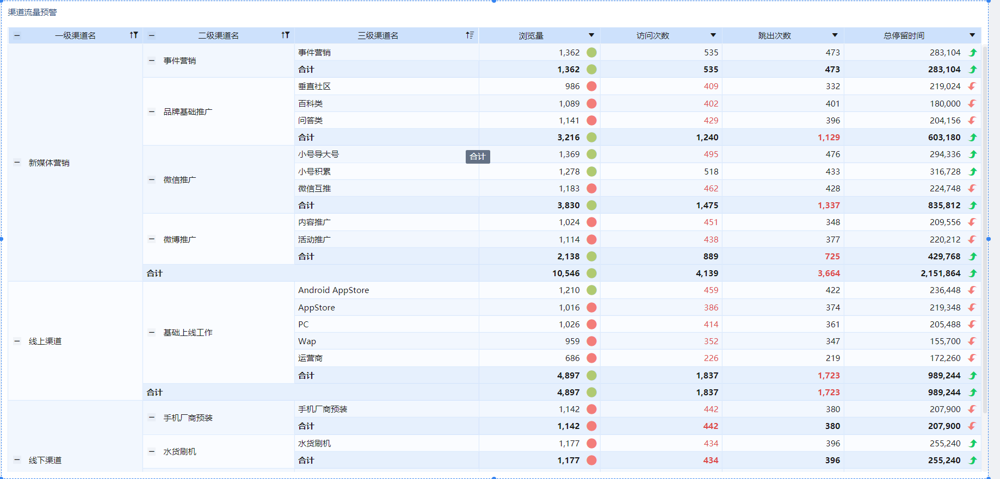 渠道流量预警
一级渠道名 二级渠道名 三级渠道名 浏览量 访问次数 跳出次数 总停留时间
事件营销 1,362 535 473 283,104
事件营销
合计 1,362 535 473 283,104
垂直社区 986 409 332 219,024
百科类 1,089 402 401 180,000
品牌基础推广
问答类 1,141 429 396 204,156
合计 3,216 1,240 1,129 603,180
小号导大号 1,369 495 476 294,336
合计
新媒体营销
小号积累 1,278 518 433 316,728
微信推广
微信互推 1,183 462 428 224,748
合计 3,830 1,475 1,337 835,812
内容推广 1,024 451 348 209,556
微博推广 活动推广 1,114 438 377 220,212
合计 2,138 889 725 429,768
合计 10,546 4,139 3,664 2,151,864
Android AppStore 1,210 459 422 236,448
AppStore 1,016 386 374 219,348
PC 1,026 414 361 205,488
基础上线工作
线上渠道 Wap 959 352 347 155,700
运营商 686 226 219 172,260
合计 4,897 1,837 1,723 989,244
合计 4,897 1,837 1,723 989,244
手机厂商预装 1,142 442 380 207,900
手机厂商预装
合计 1,142 442 380 207,900
水货刷机 1,177 434 396 255,240
水货刷机
线下渠道 合计 1,177 434 396 255,240